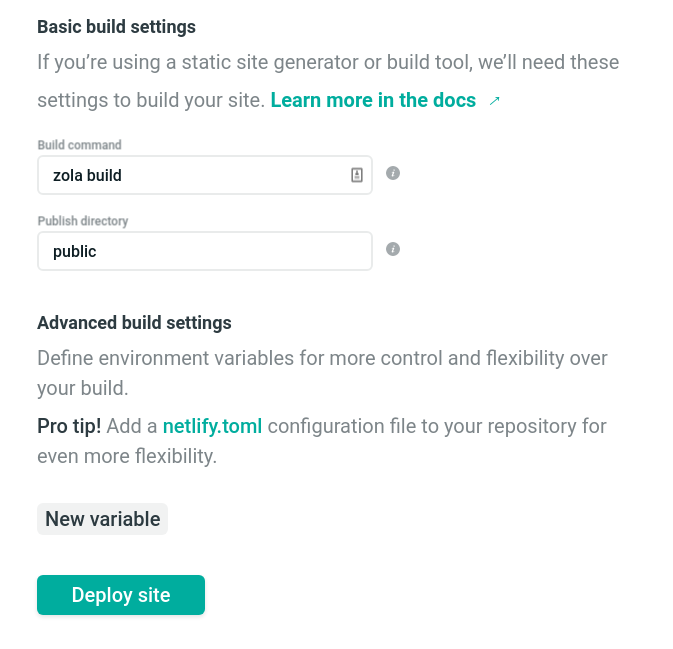 Basic build settings
If you’re using a static site generator or build tool, we’ll need these
settings to build your site. Learn more in the docs ↗
Build command
zola build
Publish directory
public
Advanced build settings
Define environment variables for more control and flexibility over
your build.
Pro tip! Add a netlify.toml configuration file to your repository for
even more flexibility.
New variable
Deploy site